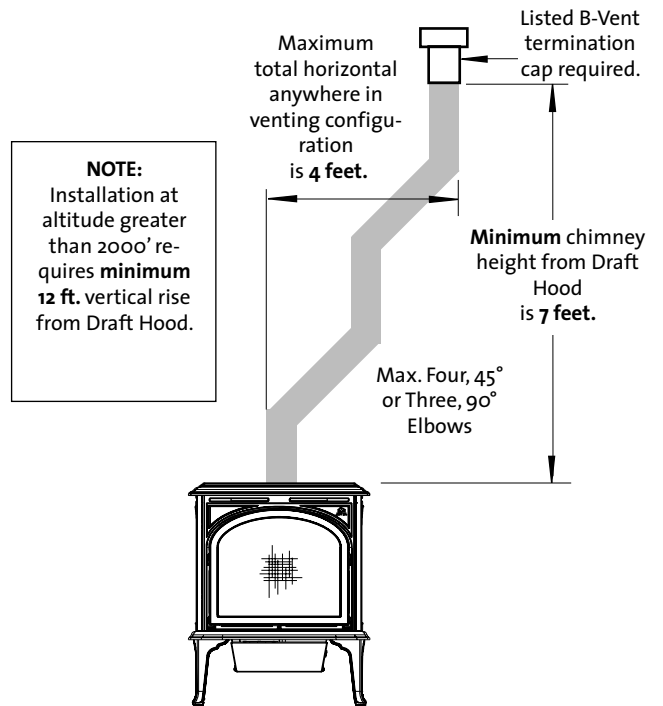 Maximum
total horizontal
anywhere in
venting configu-
ration
is 4 feet.
Listed B-Vent
termination
cap required.
NOTE:
Installation at
altitude greater
than 2000' re-
quires minimum
12 ft. vertical rise
from Draft Hood.
Minimum chimney
height from Draft
Hood
is 7 feet.
Max. Four, 45°
or Three, 90°
Elbows